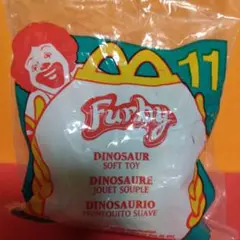 11
Furby
DINOSAUR
SOFT TOY
DINOSAURE
JOUET SOUPLE
DINOSAURIO